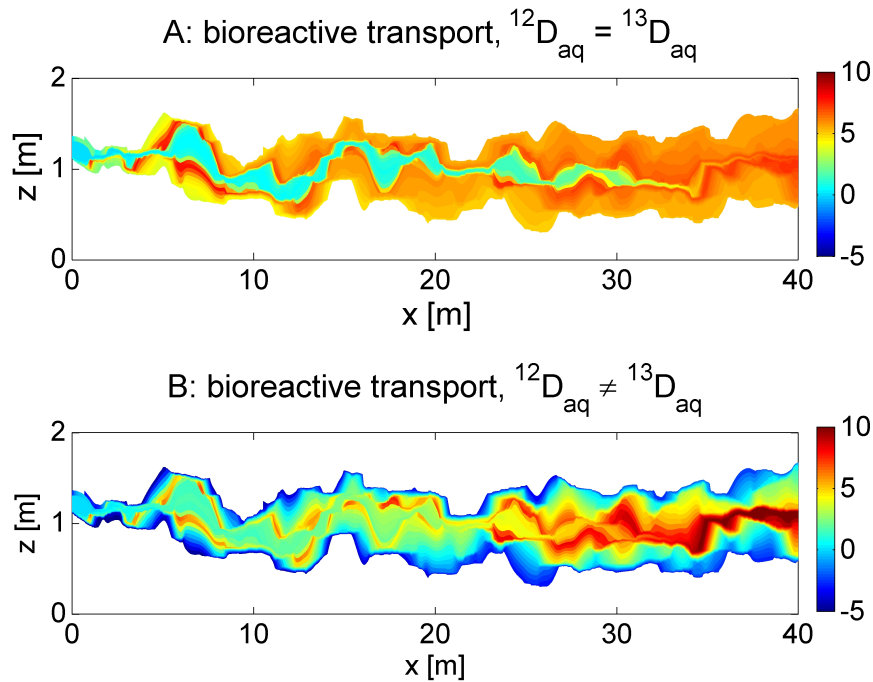 A: bioreactive transport, ¹²D_aq = ¹³D_aq
2
1
0
z [m]
0 10 20 30 40
x [m]
10
5
0
-5
B: bioreactive transport, ¹²D_aq ≠ ¹³D_aq
2
1
0
z [m]
0 10 20 30 40
x [m]
10
5
0
-5